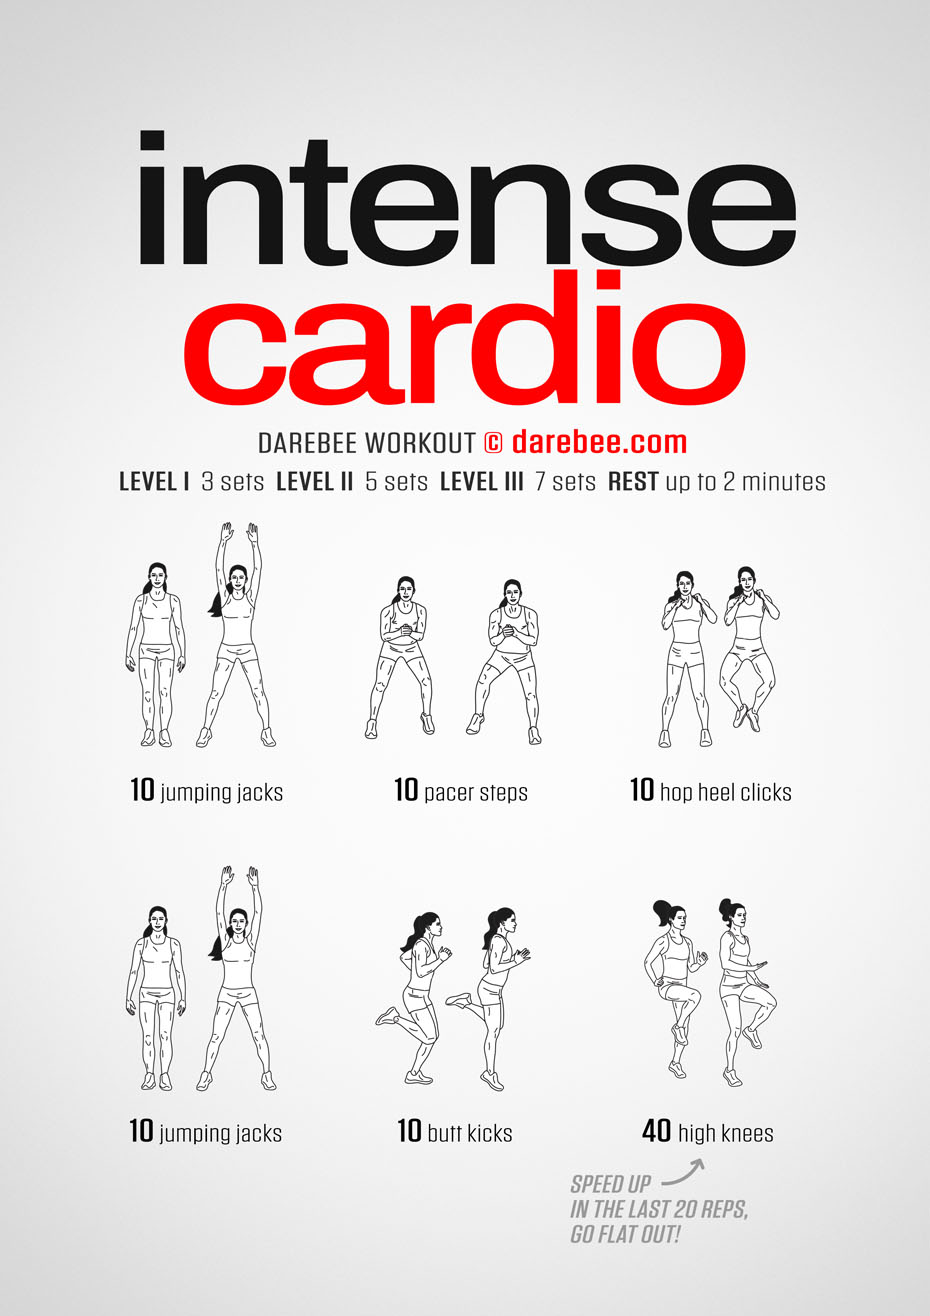 intense
cardio
DAREBEE WORKOUT © darebee.com
LEVEL I 3 sets LEVEL II 5 sets LEVEL III 7 sets REST up to 2 minutes
10 jumping jacks
10 pacer steps
10 hop heel clicks
10 jumping jacks
10 butt kicks
40 high knees
SPEED UP
IN THE LAST 20 REPS,
GO FLAT OUT!